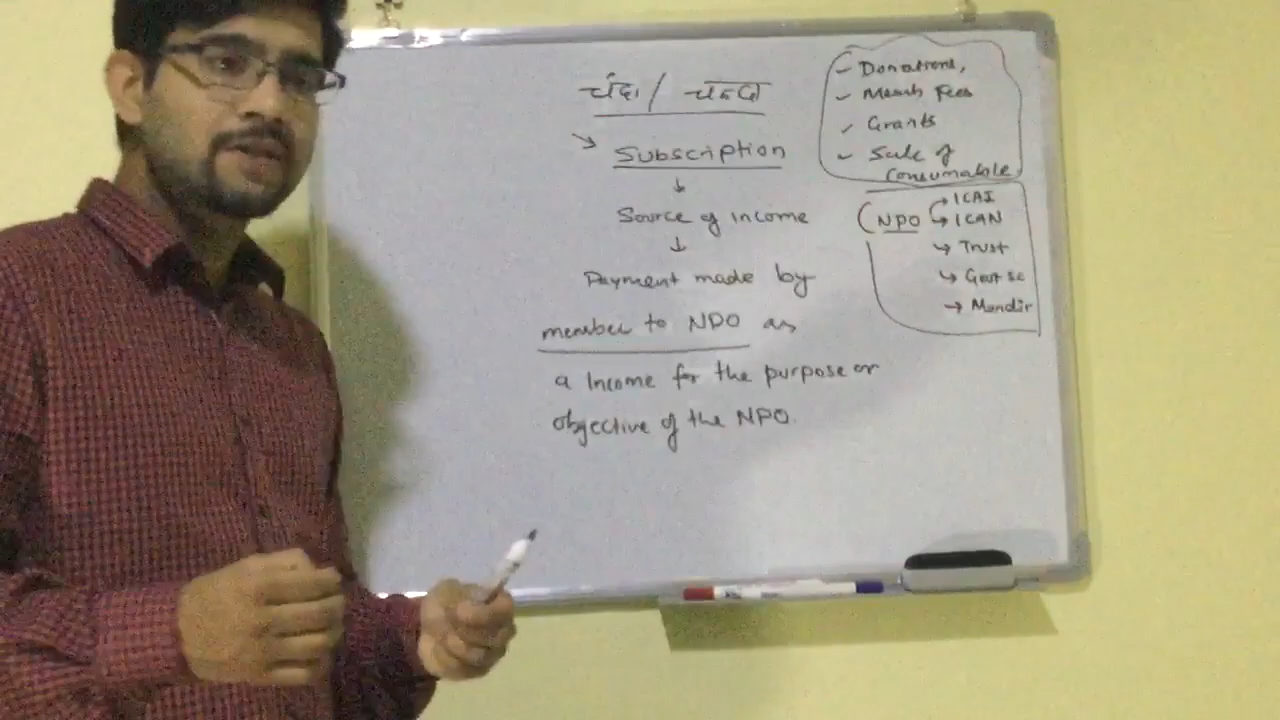 चंदा / चन्दा
Subscription
Source of income
Payment made by
member to NPO as
a Income for the purpose or
objective of the NPO.
Donations,
Memb Fees
Grants
Sale of
Consumable
NPO
ICAI
ICAN
Trust
Govt sc
Mandir